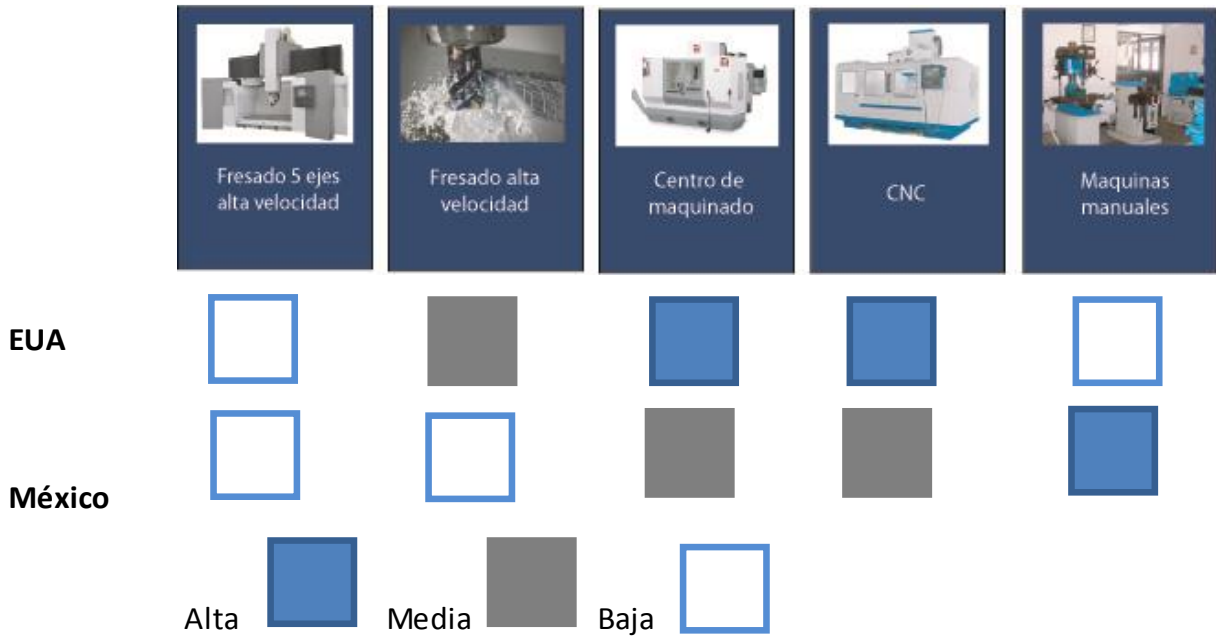 Fresado 5 ejes
alta velocidad
Fresado alta
velocidad
Centro de
maquinado
CNC
Maquinas
manuales
EUA
México
Alta
Media
Baja